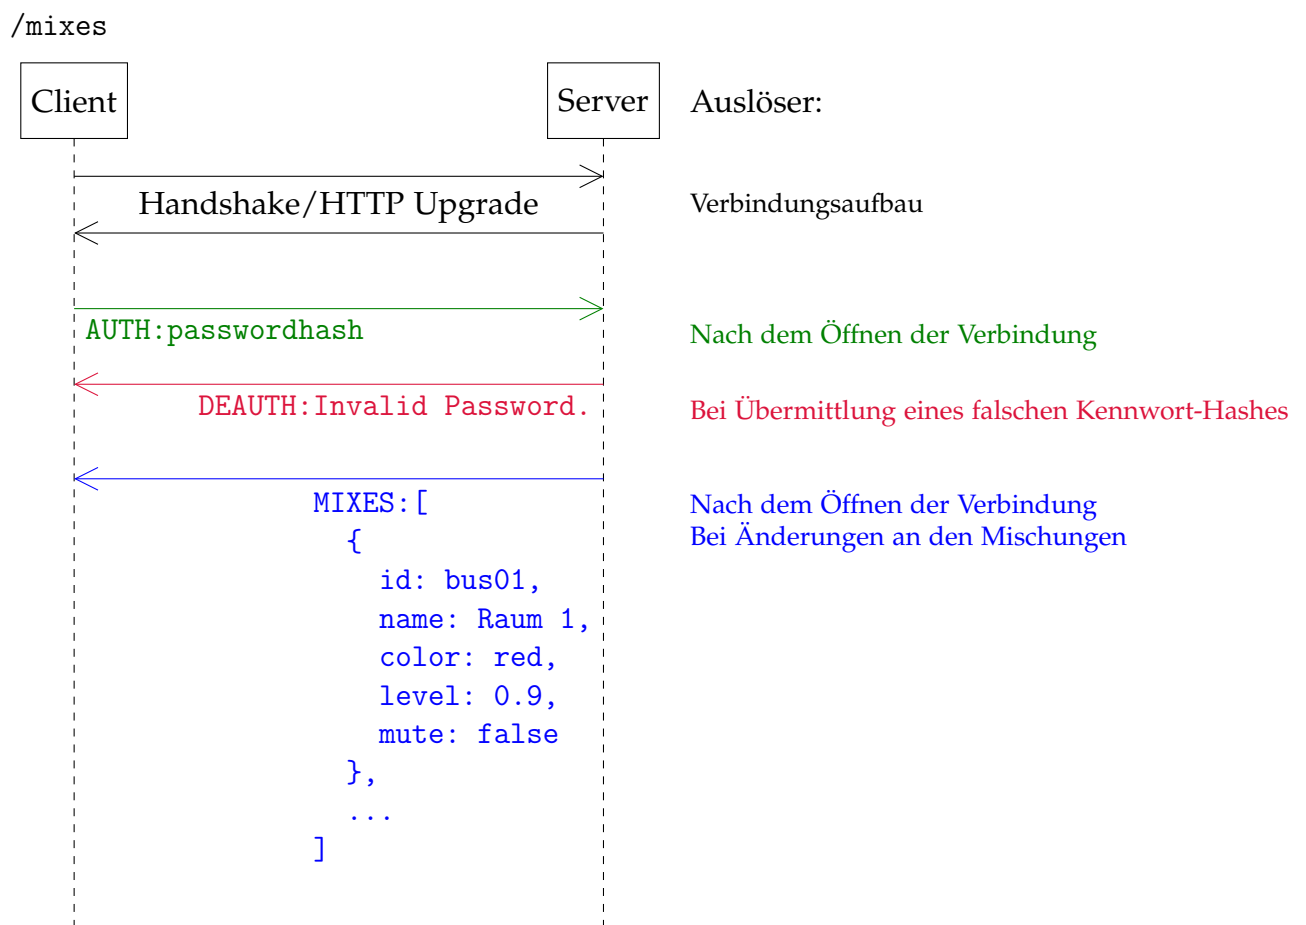 /mixes
Client
Server
Auslöser:
Handshake/HTTP Upgrade
Verbindungsaufbau
AUTH:passwordhash
Nach dem Öffnen der Verbindung
DEAUTH:Invalid Password.
Bei Übermittlung eines falschen Kennwort-Hashes
MIXES:[
Nach dem Öffnen der Verbindung
{
Bei Änderungen an den Mischungen
id: bus01,
name: Raum 1,
color: red,
level: 0.9,
mute: false
},
...
]